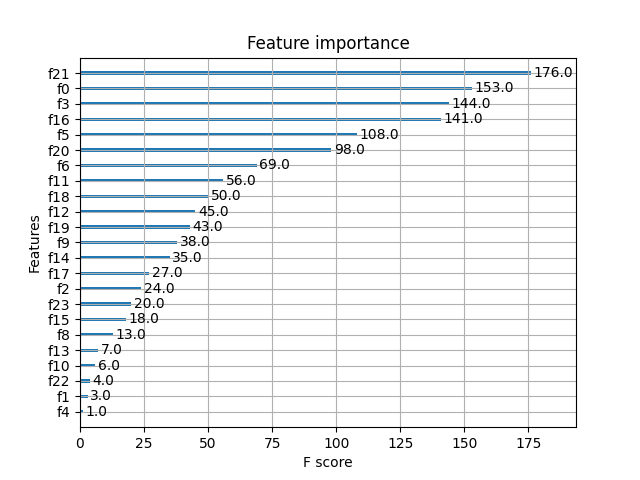 Feature importance
Features
f21 176.0
f0 153.0
f3 144.0
f16 141.0
f5 108.0
f20 98.0
f6 69.0
f11 56.0
f18 50.0
f12 45.0
f19 43.0
f9 38.0
f14 35.0
f17 27.0
f2 24.0
f23 20.0
f15 18.0
f8 13.0
f13 7.0
f10 6.0
f22 4.0
f1 3.0
f4 1.0
0 25 50 75 100 125 150 175
F score